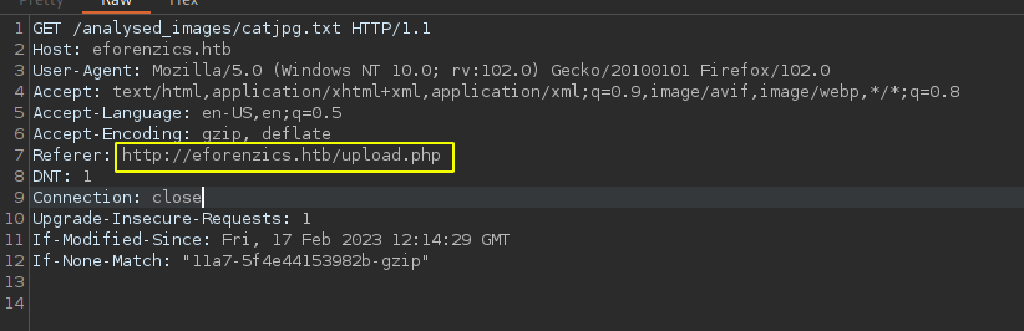 Pretty Raw Hex
1 GET /analysed_images/catjpg.txt HTTP/1.1
2 Host: eforenzics.htb
3 User-Agent: Mozilla/5.0 (Windows NT 10.0; rv:102.0) Gecko/20100101 Firefox/102.0
4 Accept: text/html,application/xhtml+xml,application/xml;q=0.9,image/avif,image/webp,*/*;q=0.8
5 Accept-Language: en-US,en;q=0.5
6 Accept-Encoding: gzip, deflate
7 Referer: http://eforenzics.htb/upload.php
8 DNT: 1
9 Connection: close
10 Upgrade-Insecure-Requests: 1
11 If-Modified-Since: Fri, 17 Feb 2023 12:14:29 GMT
12 If-None-Match: "11a7-5f4e44153982b-gzip"
13
14